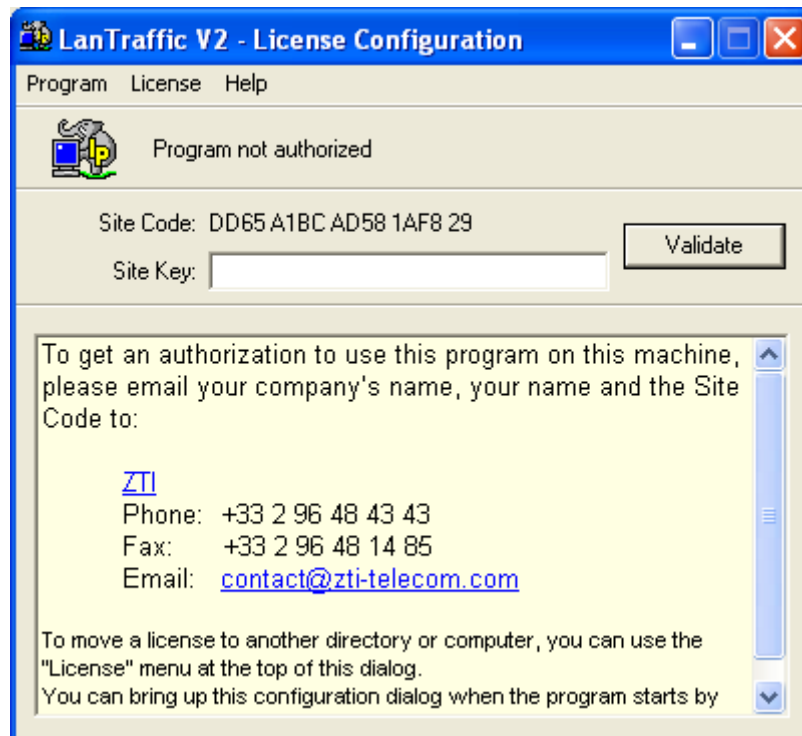 LanTraffic V2 - License Configuration
Program License Help
IP
Program not authorized
Site Code: DD65 A1BC AD58 1AF8 29
Validate
Site Key:
To get an authorization to use this program on this machine,
please email your company's name, your name and the Site
Code to:
ZTI
Phone: +33 2 96 48 43 43
Fax: +33 2 96 48 14 85
Email: contact@zti-telecom.com
To move a license to another directory or computer, you can use the
"License" menu at the top of this dialog.
You can bring up this configuration dialog when the program starts by